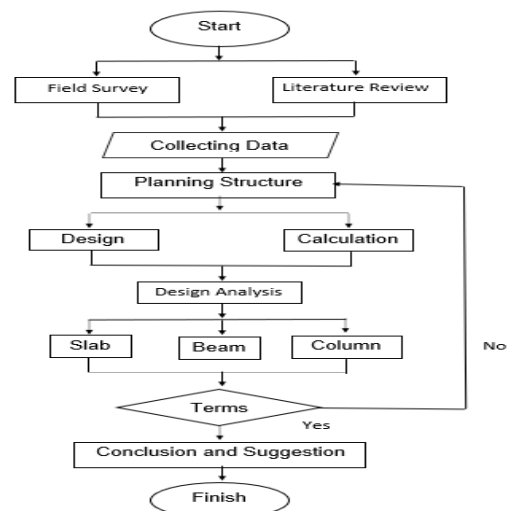 Start
Field Survey
Literature Review
Collecting Data
Planning Structure
Design
Calculation
Design Analysis
Slab
Beam
Column
No
Terms
Yes
Conclusion and Suggestion
Finish